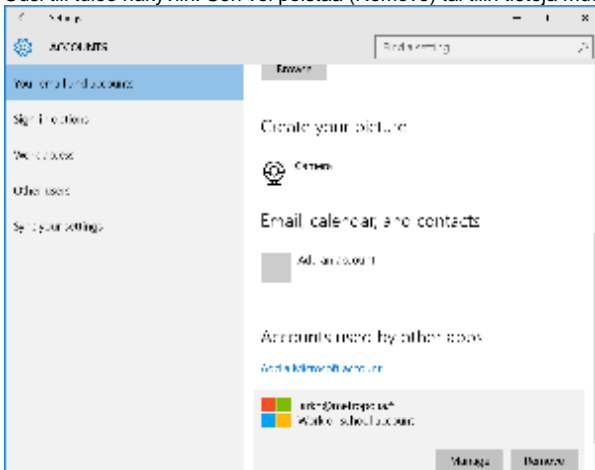 ACCOUNTS
Find a setting
Browse
Your email and accounts
Sign-in options
Create your picture
Work access
Camera
Other users
Email, calendar, and contacts
Sync your settings
Add an account
Accounts used by other apps
Add a Microsoft account
Work or school account
Manage
Remove